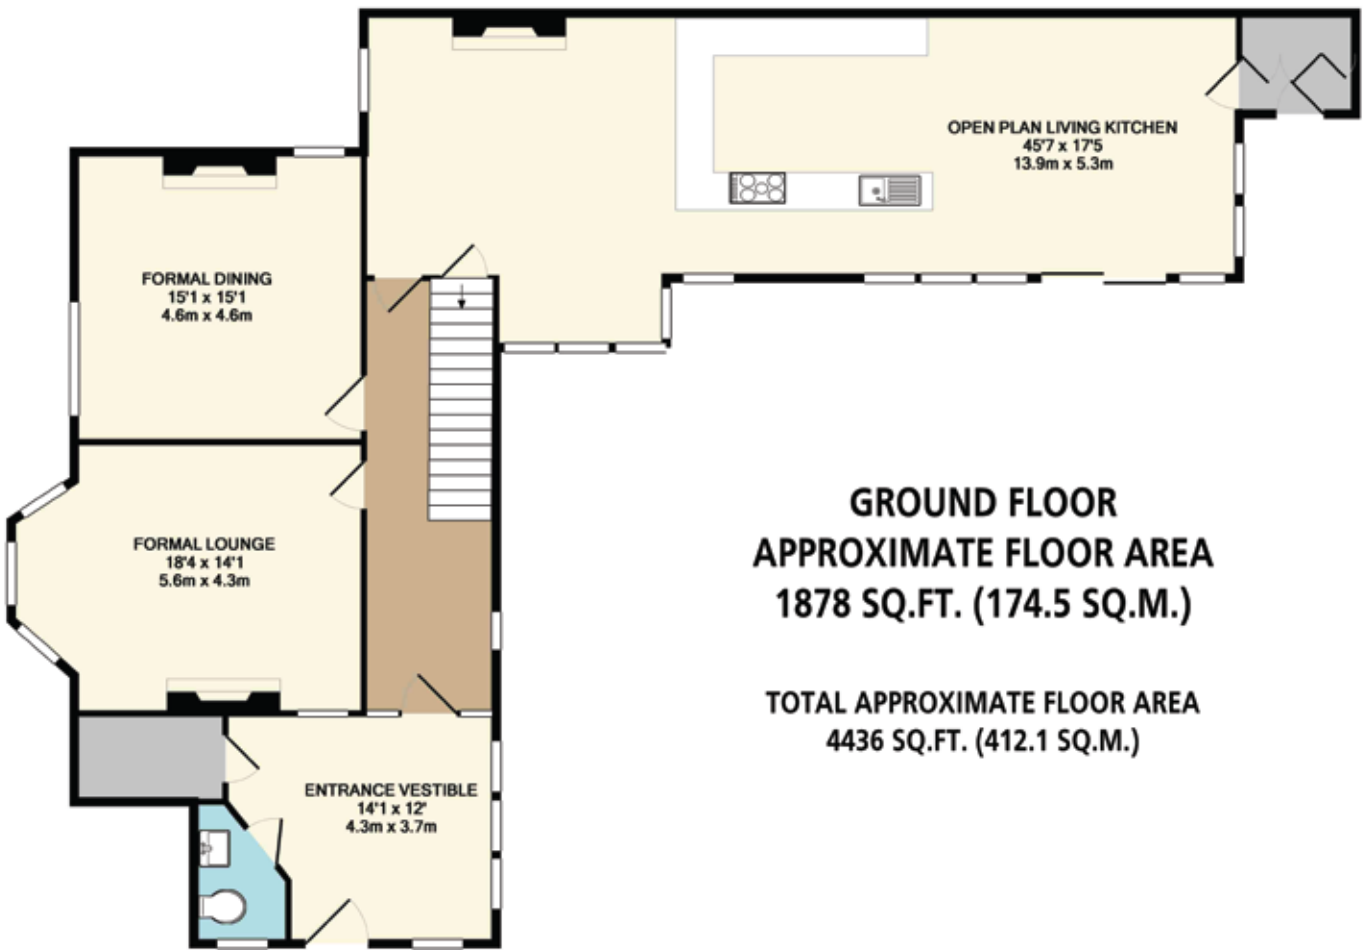 OPEN PLAN LIVING KITCHEN
45'7 x 17'5
13.9m x 5.3m
FORMAL DINING
15'1 x 15'1
4.6m x 4.6m
FORMAL LOUNGE
18'4 x 14'1
5.6m x 4.3m
GROUND FLOOR
APPROXIMATE FLOOR AREA
1878 SQ.FT. (174.5 SQ.M.)
TOTAL APPROXIMATE FLOOR AREA
4436 SQ.FT. (412.1 SQ.M.)
ENTRANCE VESTIBLE
14'1 x 12'
4.3m x 3.7m